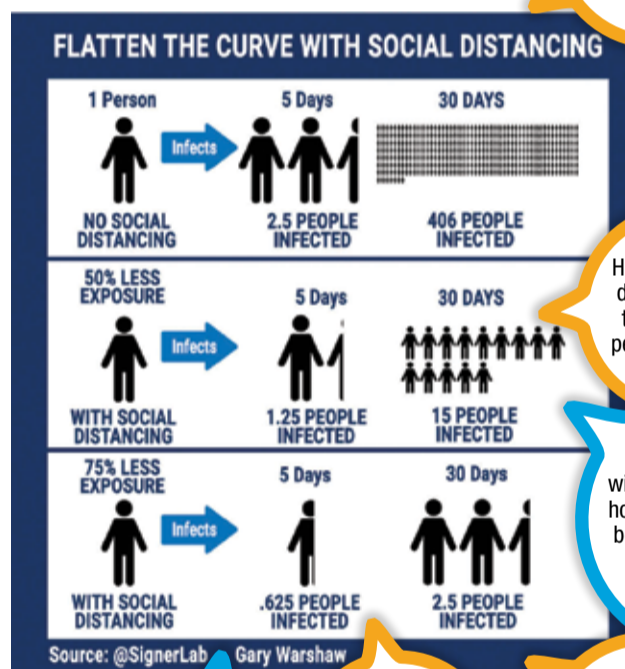 FLATTEN THE CURVE WITH SOCIAL DISTANCING
1 Person
5 Days
30 DAYS
Infects
NO SOCIAL
DISTANCING
2.5 PEOPLE
INFECTED
406 PEOPLE
INFECTED
50% LESS
EXPOSURE
5 Days
30 DAYS
Infects
WITH SOCIAL
DISTANCING
1.25 PEOPLE
INFECTED
15 PEOPLE
INFECTED
75% LESS
EXPOSURE
5 Days
30 Days
Infects
WITH SOCIAL
DISTANCING
.625 PEOPLE
INFECTED
2.5 PEOPLE
INFECTED
Source: @SignerLab Gary Warshaw